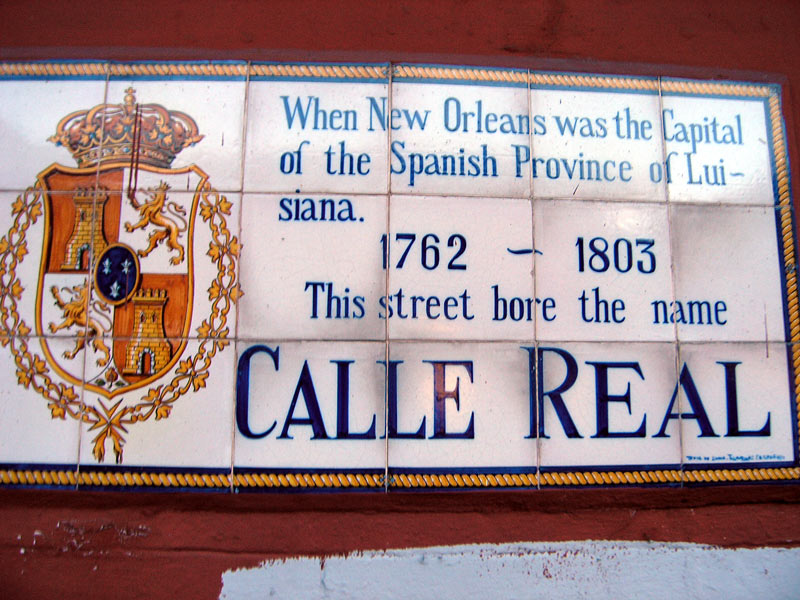 When New Orleans was the Capital
of the Spanish Province of Lui-
siana.
1762 ~ 1803
This street bore the name
CALLE REAL